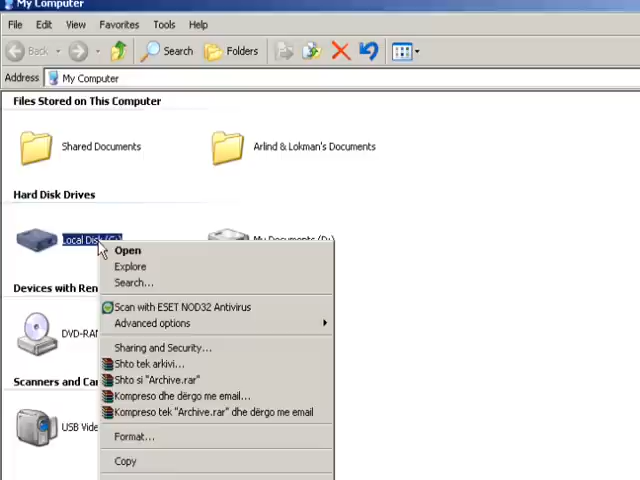 My Computer
File Edit View Favorites Tools Help
Back Search Folders
Address My Computer
Files Stored on This Computer
Shared Documents Arlind & Lokman's Documents
Hard Disk Drives
Local Disk (C:) My Documents (D:)
Open
Explore
Search...
Devices with
Scan with ESET NOD32 Antivirus
Advanced options
DVD-RA
Sharing and Security...
Shto tek arkivi...
Shto si "Archive.rar"
Scanners and
Kompreso dhe dërgo me email...
Kompreso tek "Archive.rar" dhe dërgo me email
USB
Format...
Copy